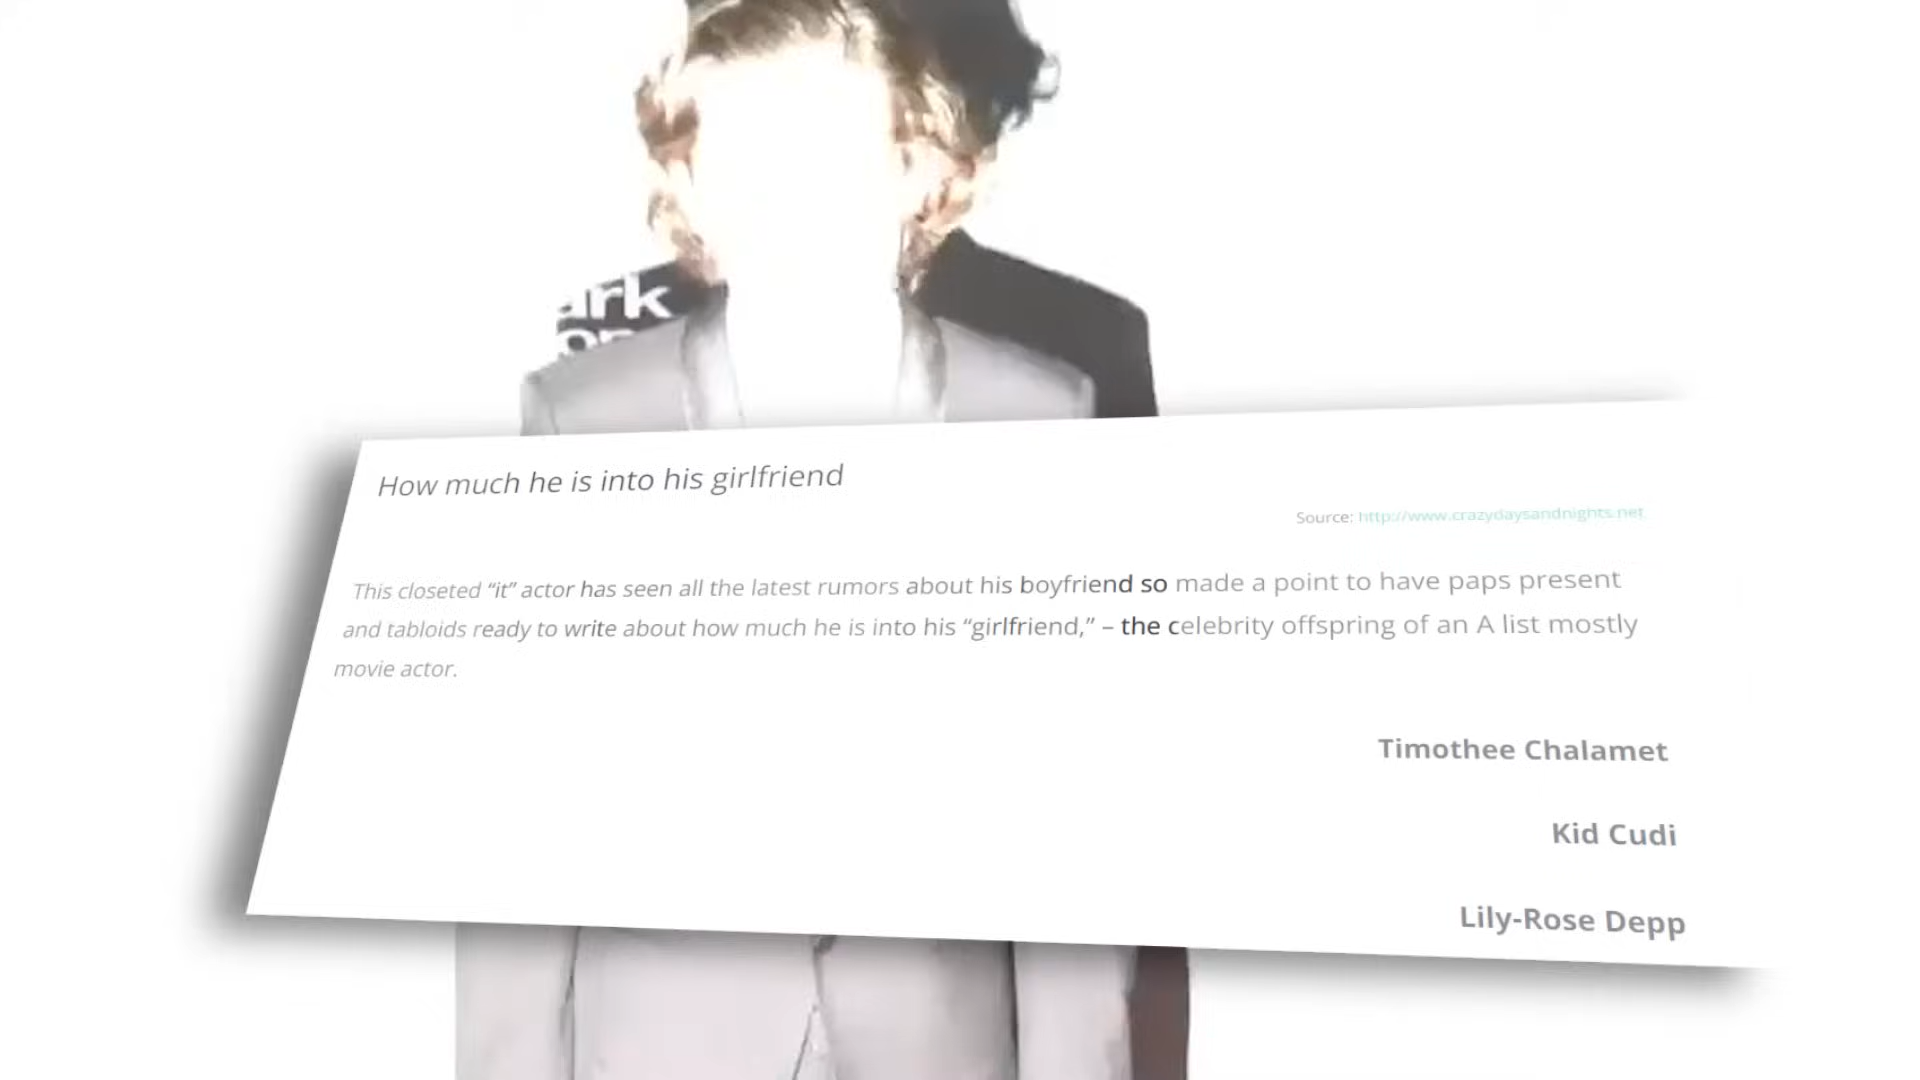 ark
How much he is into his girlfriend
Source: http://www.crazydaysandnights.net
This closeted “it” actor has seen all the latest rumors about his boyfriend so made a point to have paps present
and tabloids ready to write about how much he is into his “girlfriend,” – the celebrity offspring of an A list mostly
movie actor.
Timothee Chalamet
Kid Cudi
Lily-Rose Depp